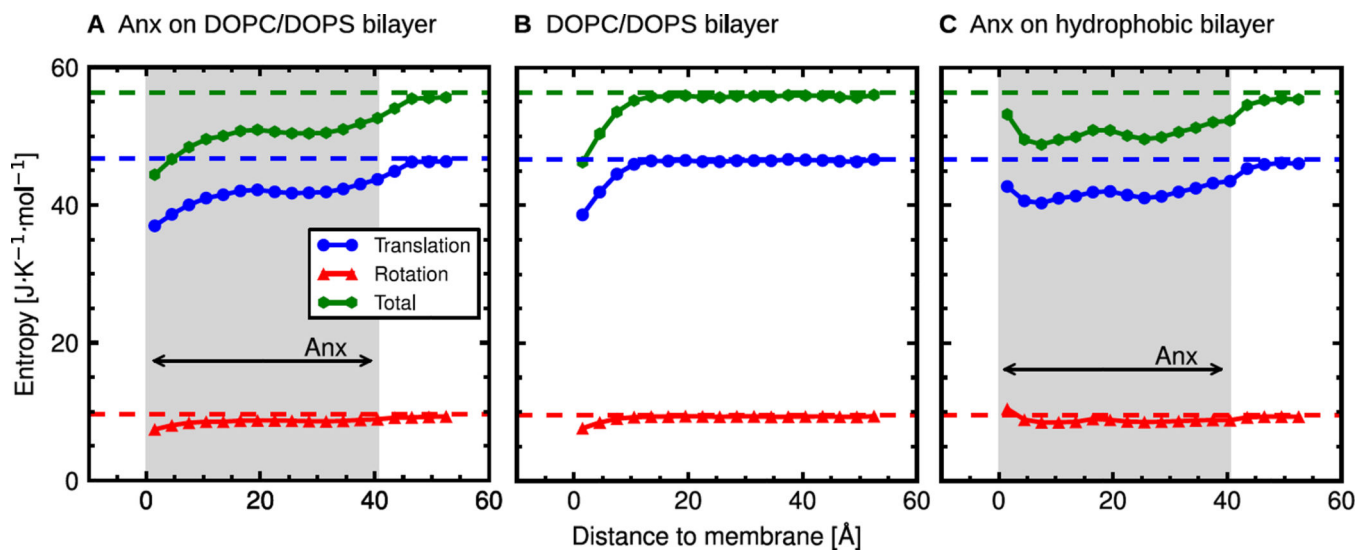 A Anx on DOPC/DOPS bilayer
B DOPC/DOPS bilayer
C Anx on hydrophobic bilayer
Entropy [J·K⁻¹·mol⁻¹]
60
40
20
0
Translation
Rotation
Total
Anx
Anx
0 20 40 60
0 20 40 60
0 20 40 60
Distance to membrane [Å]